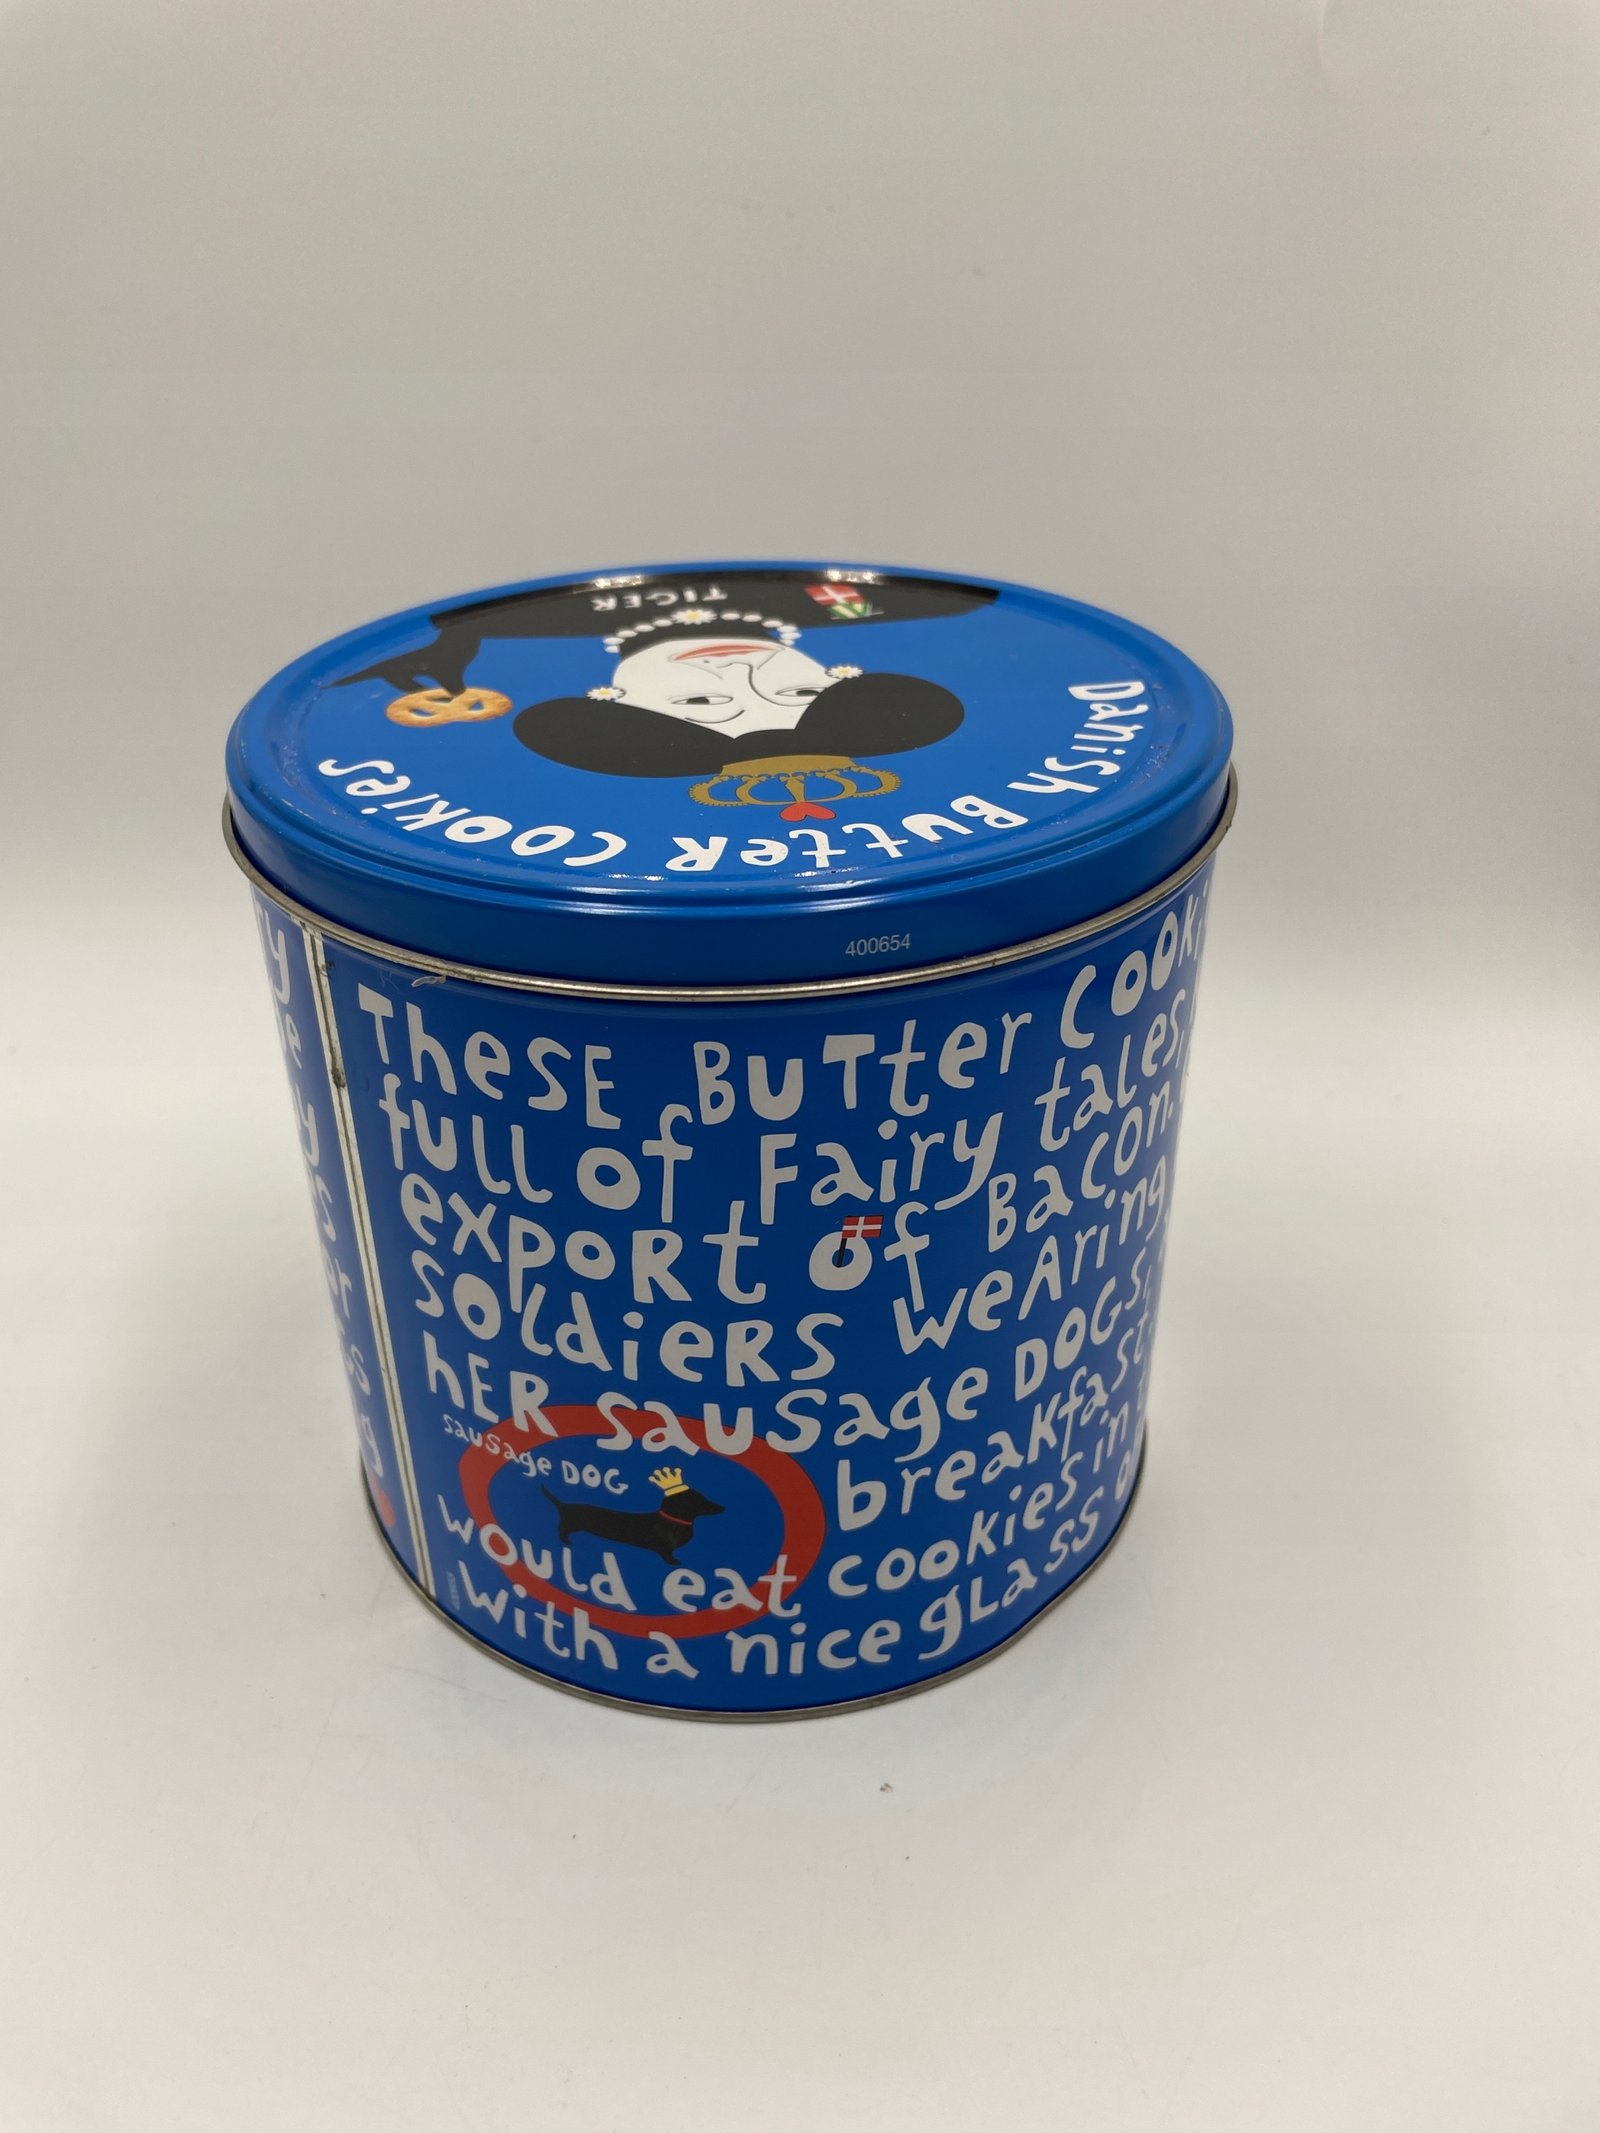 TIGER
Danish Butter Cookies
400654
These Butter
full of Fairy tales,
export of Bacon.
soldiers wearing
her sausage DOGS,
sausage DOG
breakfast
would eat cookies in
with a nice glass